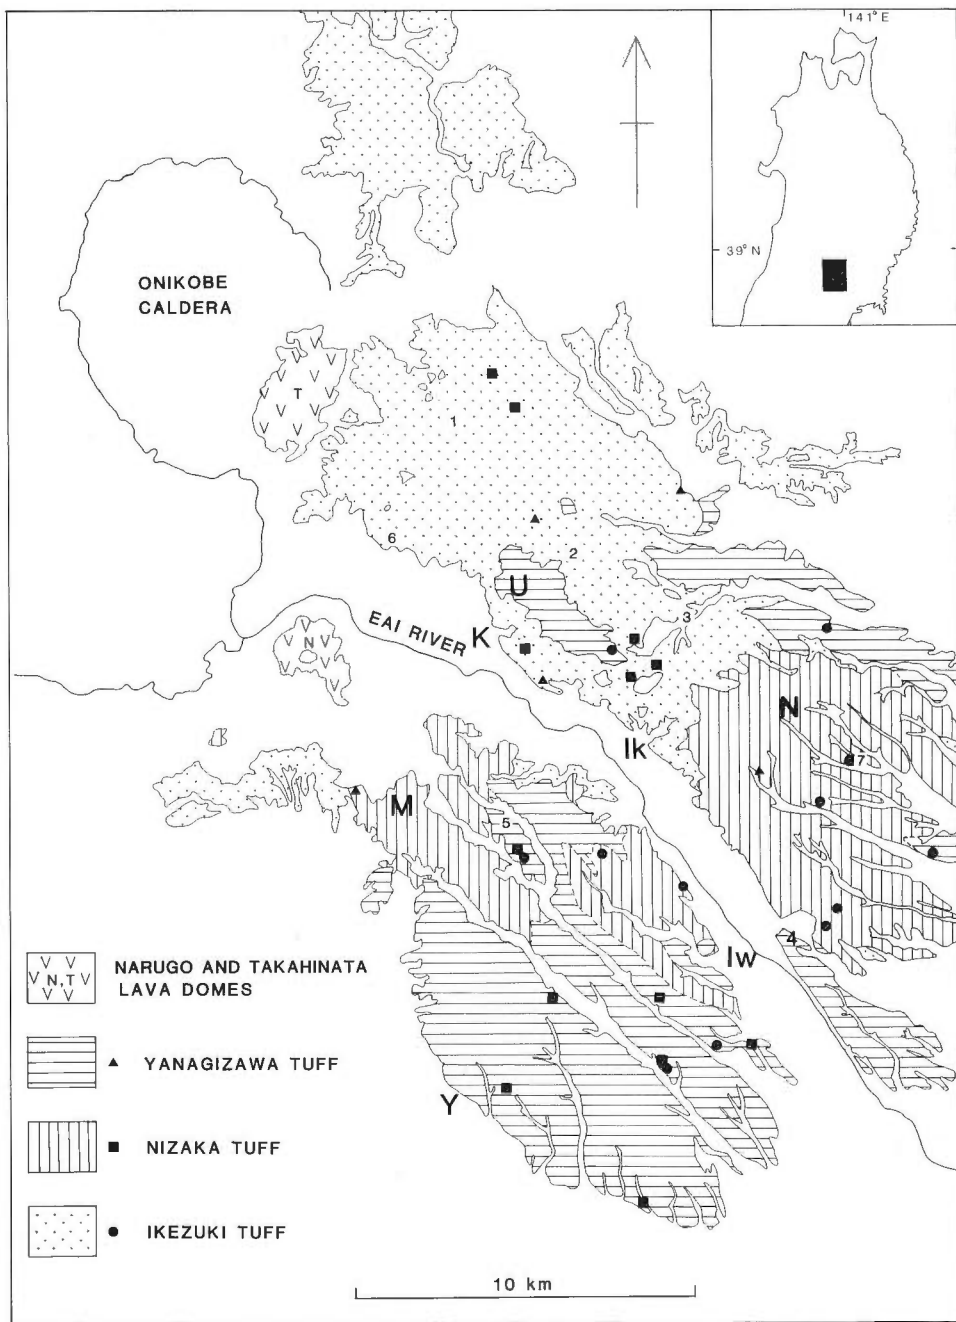 141° E
39° N
ONIKOBE
CALDERA
T
1
6
2
U
3
K
EAI RIVER
N
N
Ik
7
M
5
4
Iw
Y
N,T
NARUGO AND TAKAHINATA
LAVA DOMES
YANAGIZAWA TUFF
NIZAKA TUFF
IKEZUKI TUFF
10 km